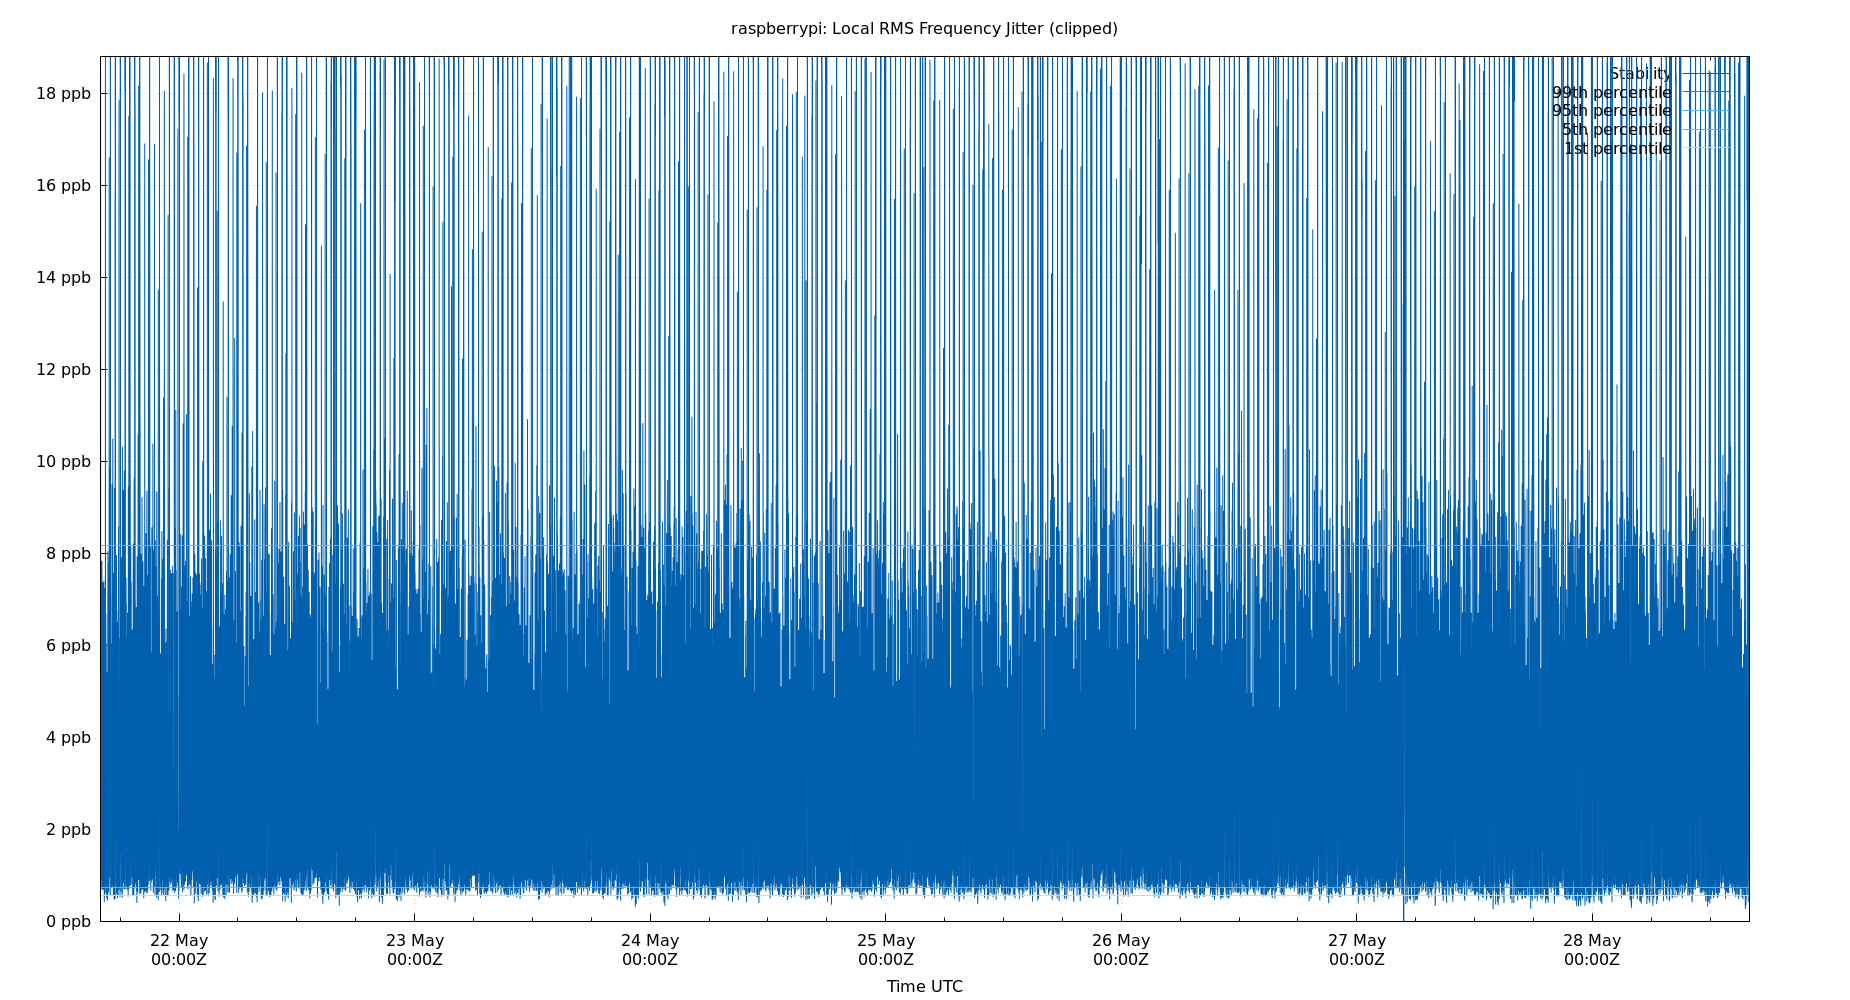 raspberrypi: Local RMS Frequency Jitter (clipped)
18 ppb
16 ppb
14 ppb
12 ppb
10 ppb
8 ppb
6 ppb
4 ppb
2 ppb
0 ppb
Stability
99th percentile
95th percentile
5th percentile
1st percentile
22 May
00:00Z
23 May
00:00Z
24 May
00:00Z
25 May
00:00Z
26 May
00:00Z
27 May
00:00Z
28 May
00:00Z
Time UTC